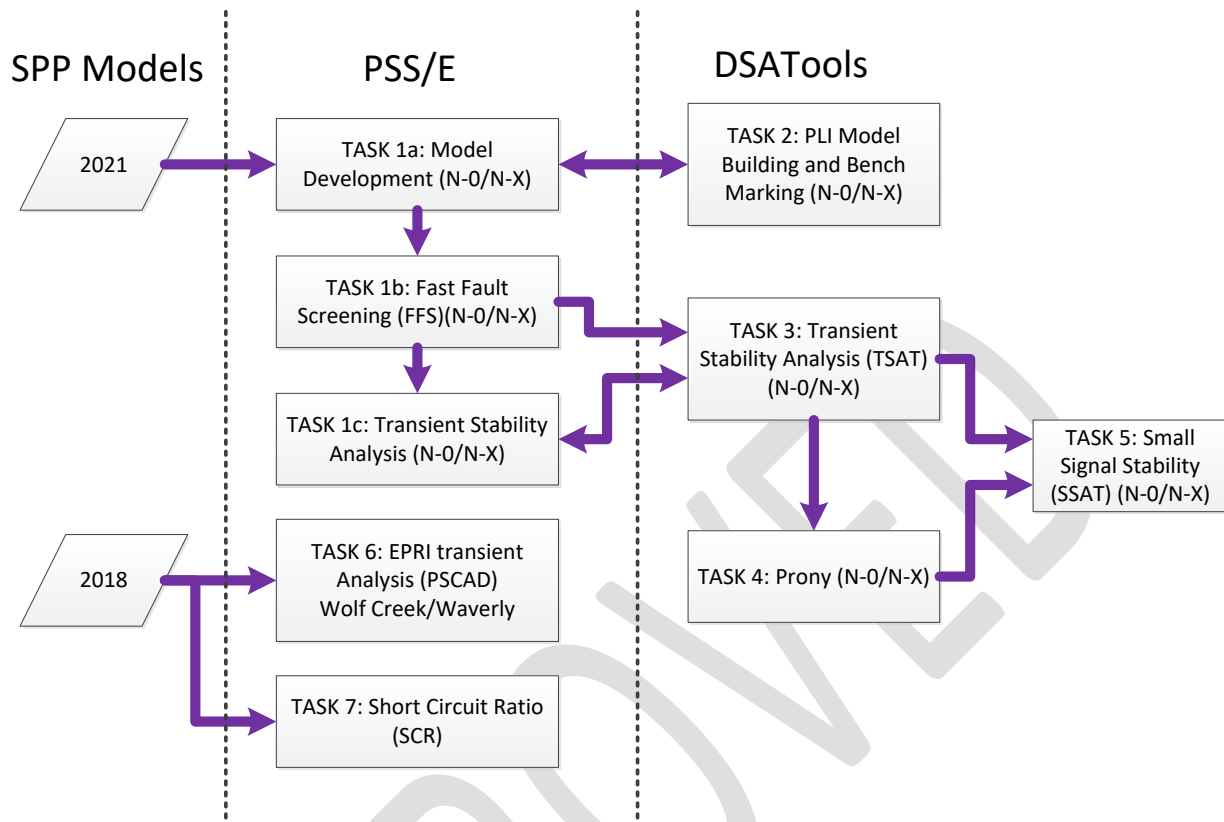 SPP Models
PSS/E
DSATools
2021
TASK 1a: Model
Development (N-0/N-X)
TASK 2: PLI Model
Building and Bench
Marking (N-0/N-X)
TASK 1b: Fast Fault
Screening (FFS)(N-0/N-X)
TASK 3: Transient
Stability Analysis (TSAT)
(N-0/N-X)
TASK 1c: Transient Stability
Analysis (N-0/N-X)
TASK 5: Small
Signal Stability
(SSAT) (N-0/N-X)
2018
TASK 6: EPRI transient
Analysis (PSCAD)
Wolf Creek/Waverly
TASK 4: Prony (N-0/N-X)
TASK 7: Short Circuit Ratio
(SCR)
OVED